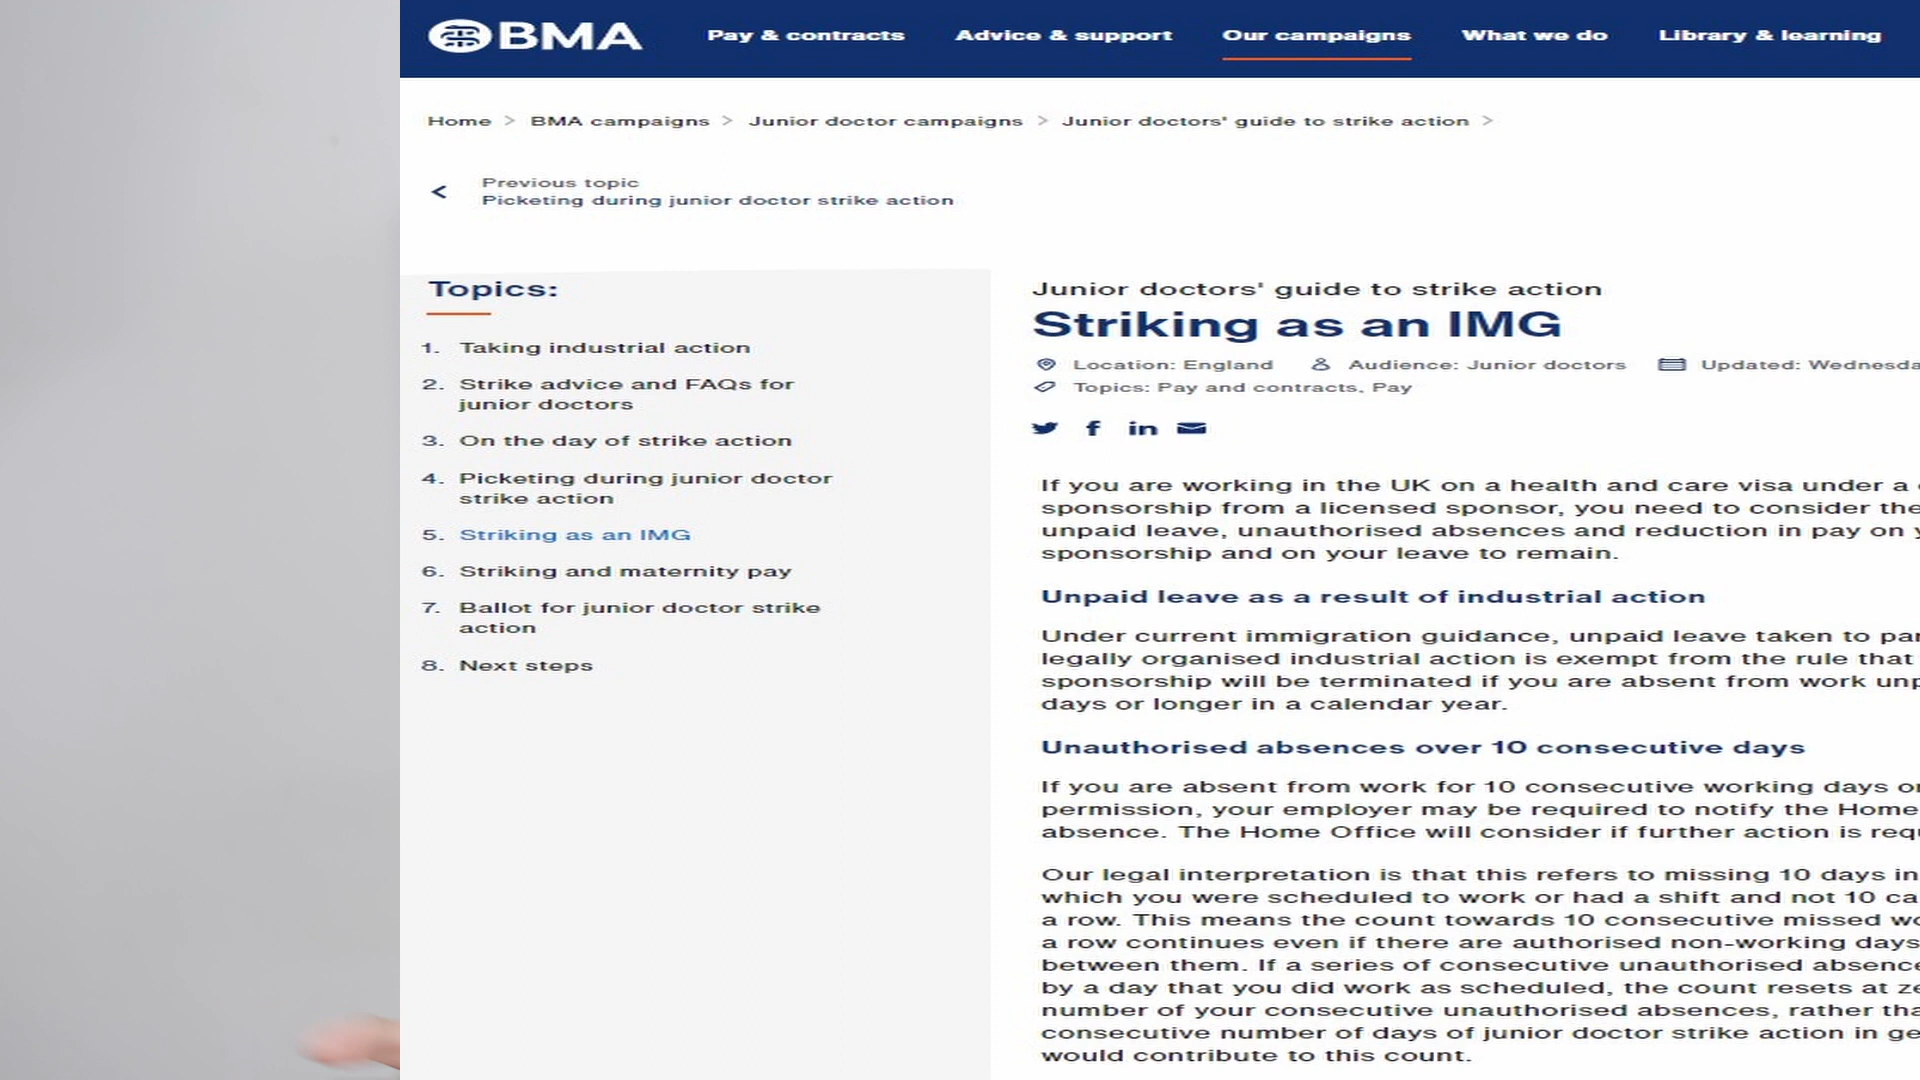 BMA
Pay & contracts Advice & support Our campaigns What we do Library & learning
Home > BMA campaigns > Junior doctor campaigns > Junior doctors' guide to strike action >
Previous topic
Picketing during junior doctor strike action
Topics:
1. Taking industrial action
2. Strike advice and FAQs for
junior doctors
3. On the day of strike action
4. Picketing during junior doctor
strike action
5. Striking as an IMG
6. Striking and maternity pay
7. Ballot for junior doctor strike
action
8. Next steps
Junior doctors' guide to strike action
Striking as an IMG
Location: England Audience: Junior doctors Updated:
Topics: Pay and contracts, Pay
If you are working in the UK on a health and care visa under a
sponsorship from a licensed sponsor, you need to consider the
unpaid leave, unauthorised absences and reduction in pay on
sponsorship and on your leave to remain.
Unpaid leave as a result of industrial action
Under current immigration guidance, unpaid leave taken to
legally organised industrial action is exempt from the rule that
sponsorship will be terminated if you are absent from work
days or longer in a calendar year.
Unauthorised absences over 10 consecutive days
If you are absent from work for 10 consecutive working days
permission, your employer may be required to notify the Home
absence. The Home Office will consider if further action is
Our legal interpretation is that this refers to missing 10 days in
which you were scheduled to work or had a shift and not 10
a row. This means the count towards 10 consecutive missed
a row continues even if there are authorised non-working days
between them. If a series of consecutive unauthorised
by a day that you did work as scheduled, the count resets at
number of your consecutive unauthorised absences, rather
consecutive number of days of junior doctor strike action in
would contribute to this count.